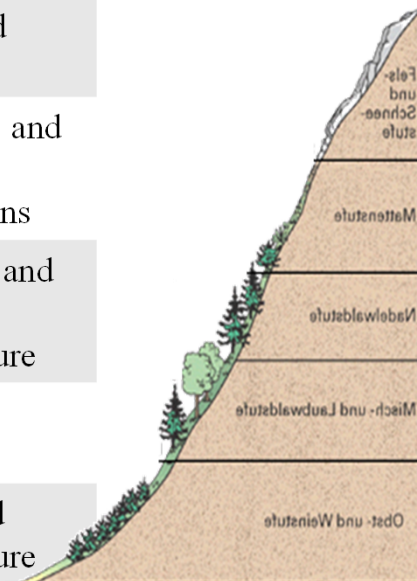 d
and
ns
and
ure
d
ure
Fels-
und
Schnee-
stufe
Mattenstufe
Nadelwaldstufe
Misch- und Laubwaldstufe
Obst- und Weinstufe